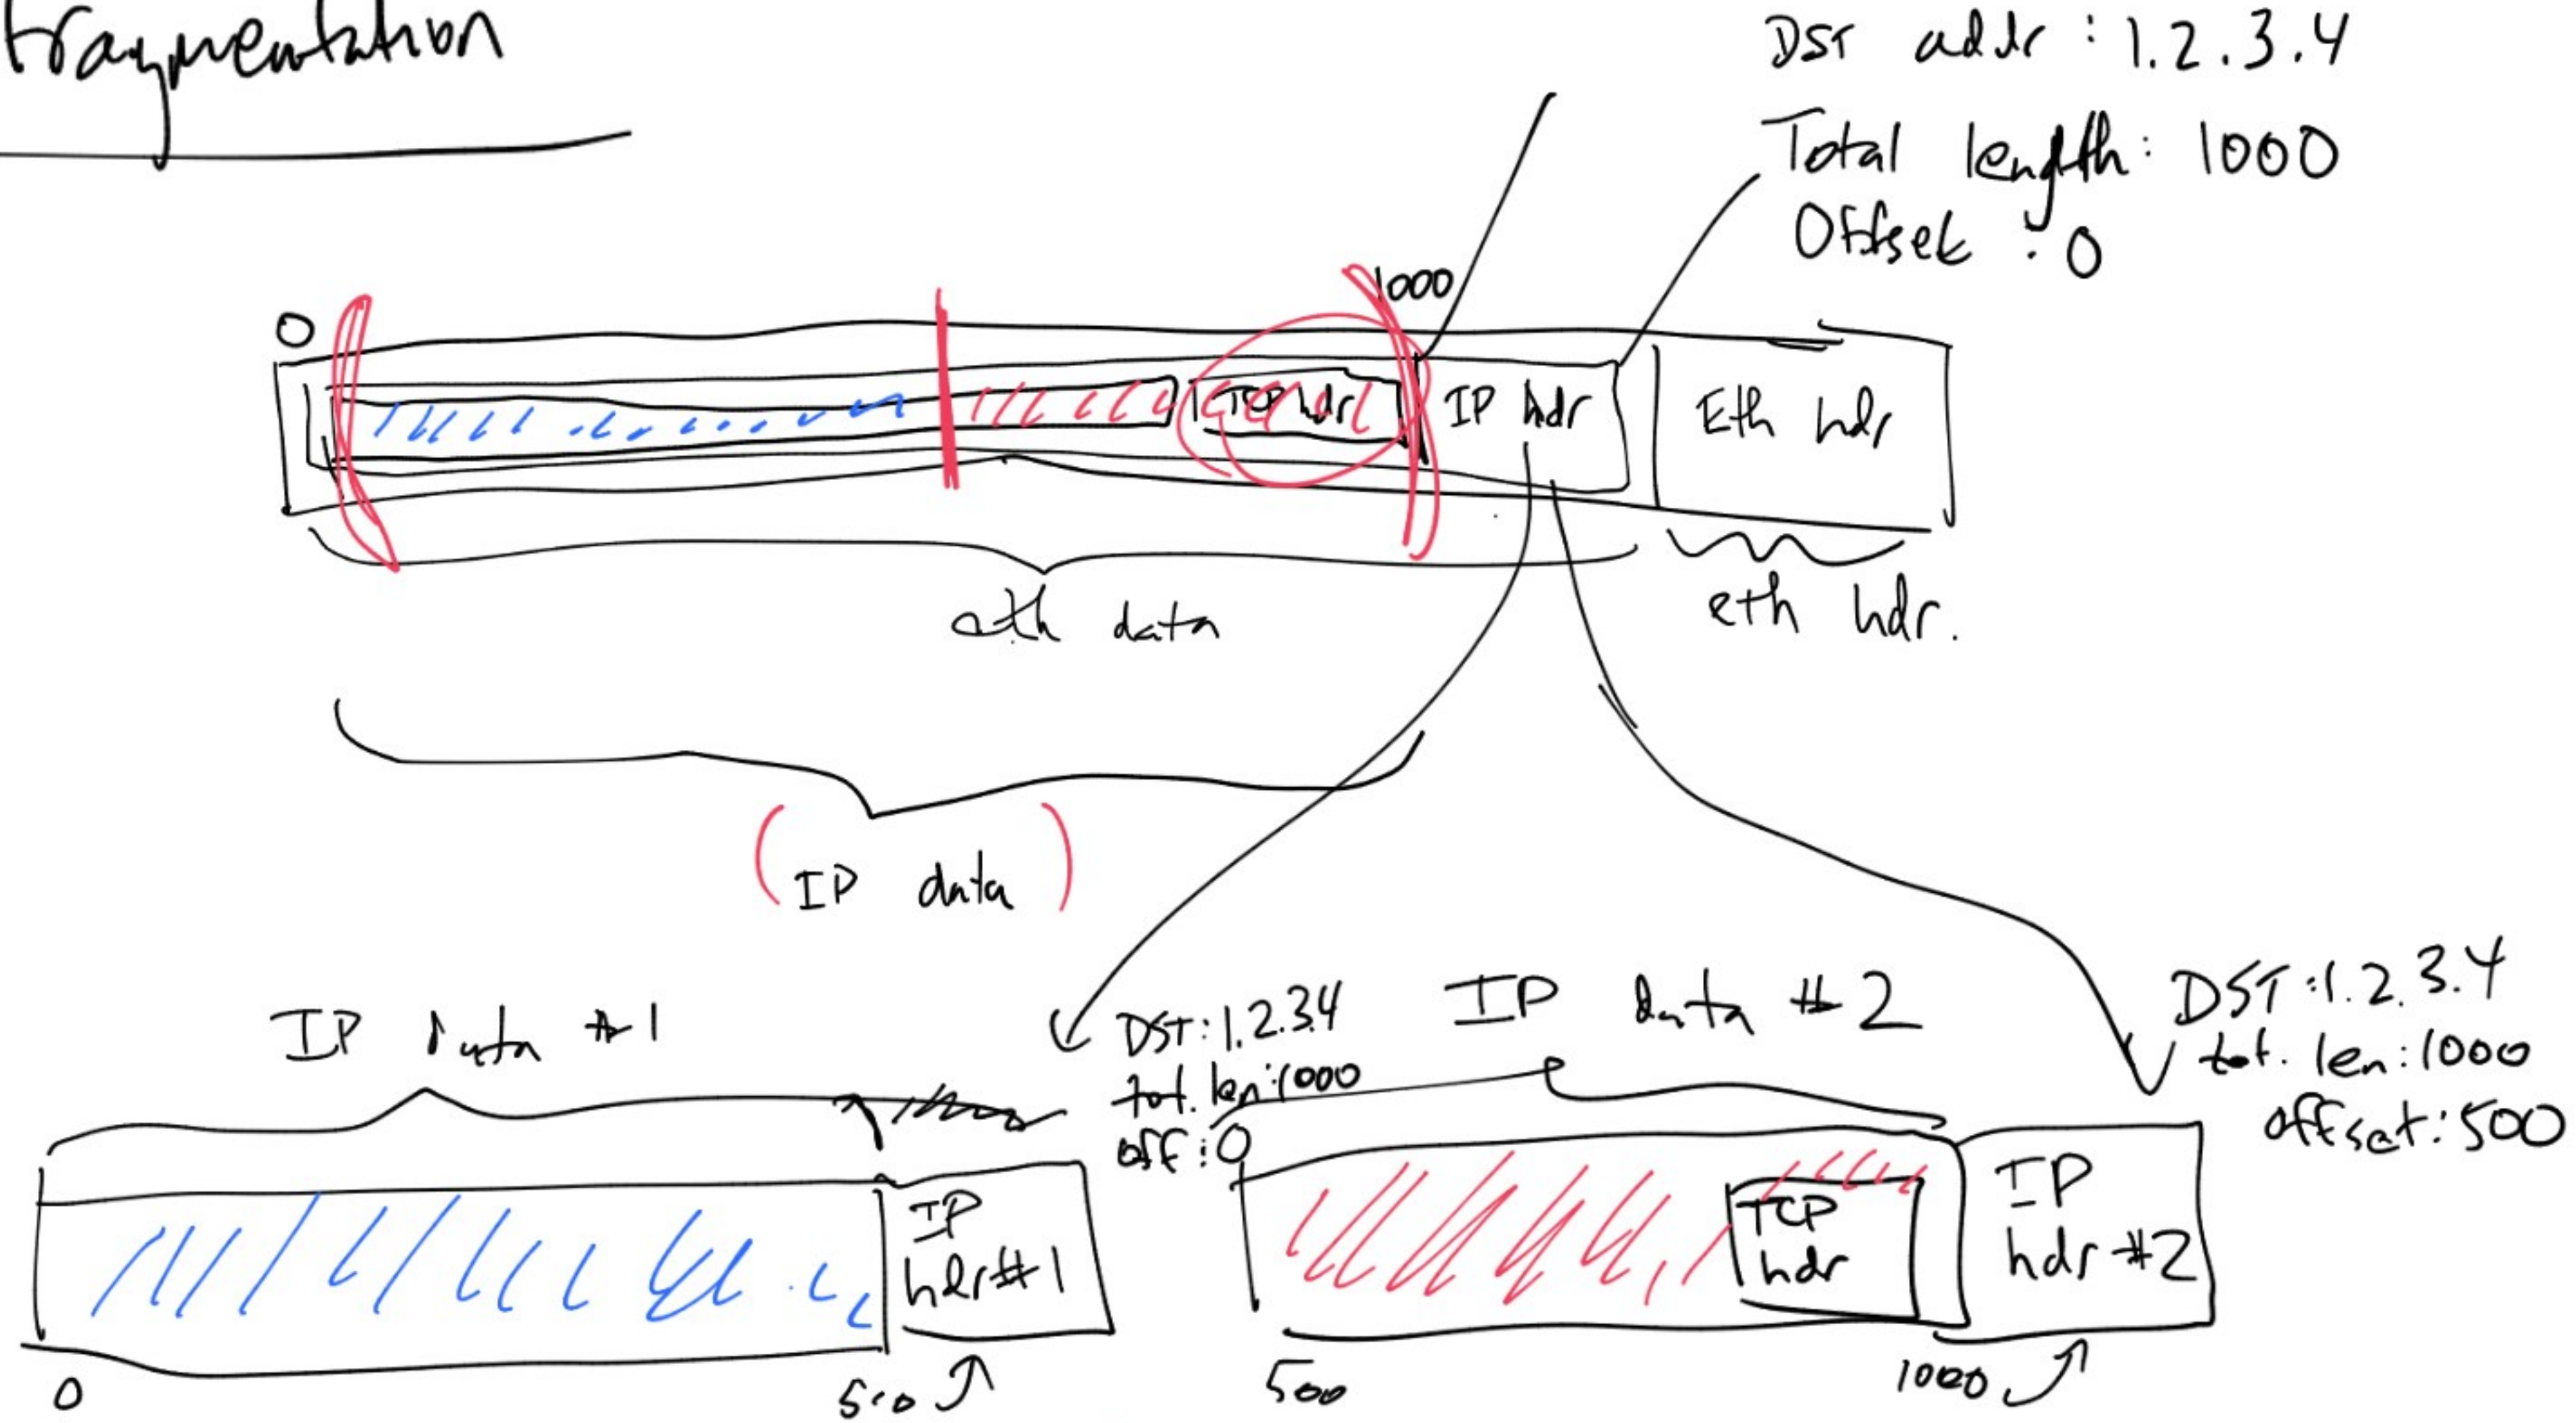 Fragmentation
DST addr : 1.2.3.4
Total length: 1000
Offset : 0
0
1000
TCP hdr
IP hdr
Eth hdr
eth data
eth hdr.
(IP data)
IP data #1
DST: 1.2.3.4
tot. len: 1000
off: 0
IP data #2
DST: 1.2.3.4
tot. len: 1000
offset: 500
IP
hdr #1
TCP
hdr
IP
hdr #2
0
500
500
1000